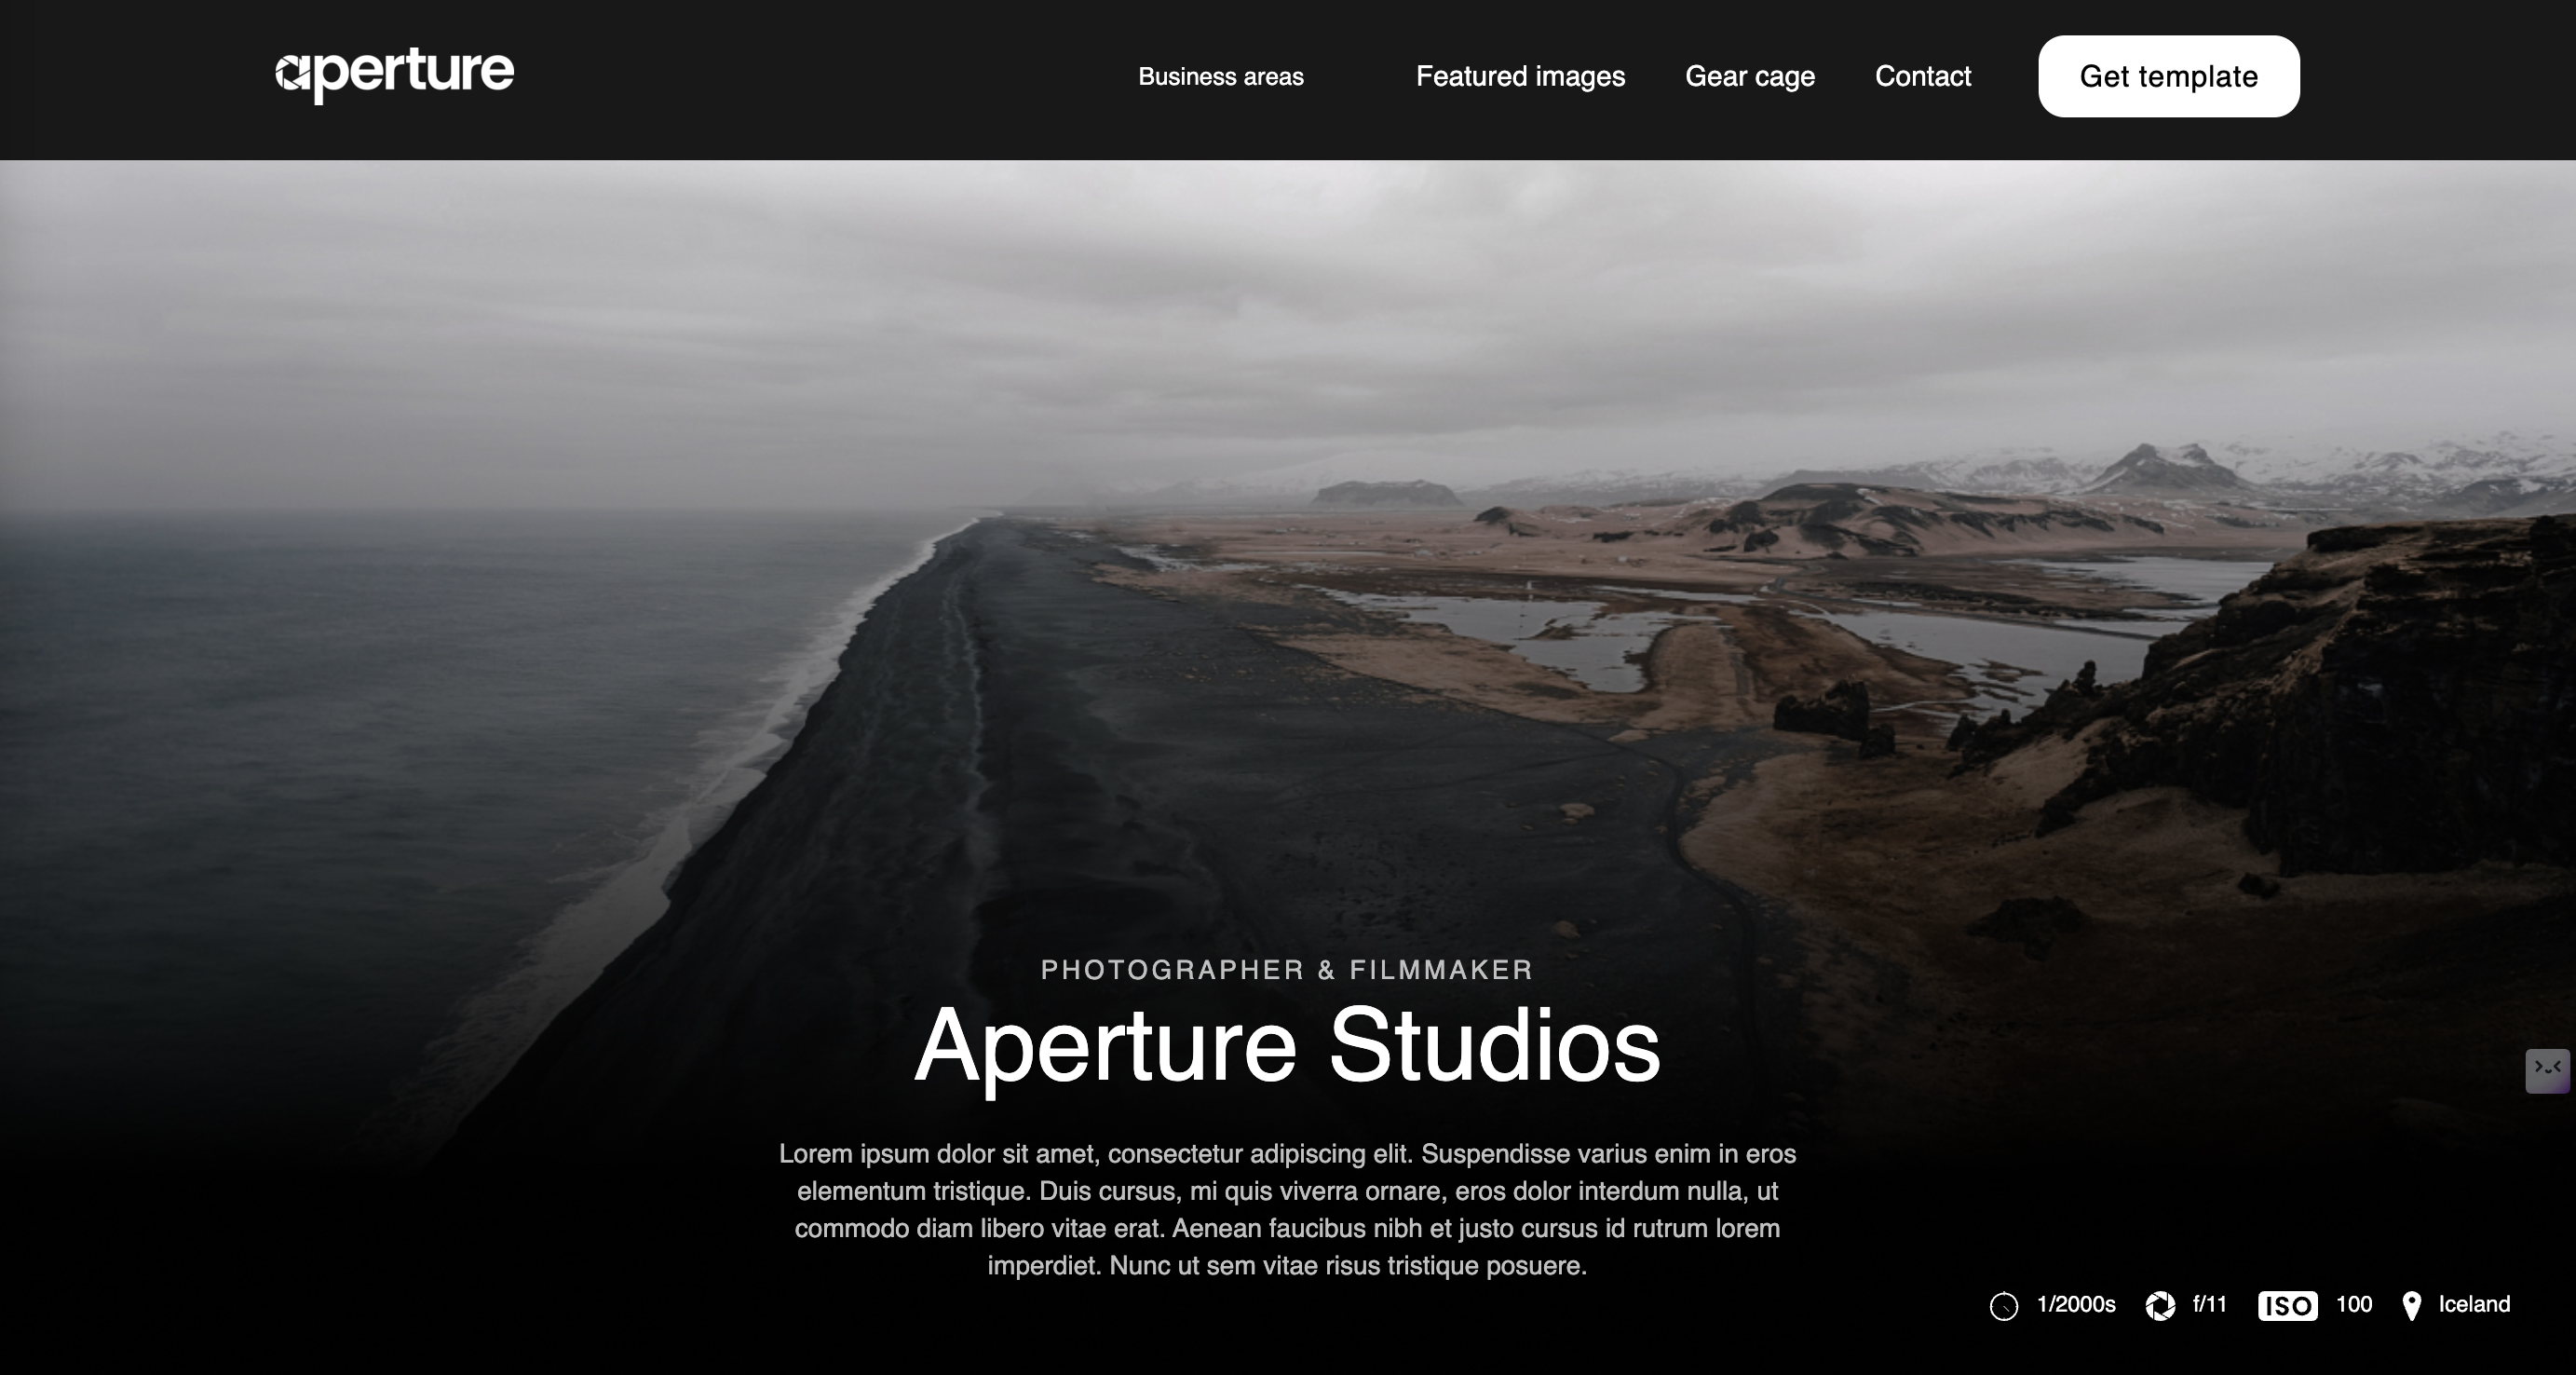 aperture
Business areas
Featured images
Gear cage
Contact
Get template
PHOTOGRAPHER & FILMMAKER
Aperture Studios
Lorem ipsum dolor sit amet, consectetur adipiscing elit. Suspendisse varius enim in eros
elementum tristique. Duis cursus, mi quis viverra ornare, eros dolor interdum nulla, ut
commodo diam libero vitae erat. Aenean faucibus nibh et justo cursus id rutrum lorem
imperdiet. Nunc ut sem vitae risus tristique posuere.
1/2000s f/11 ISO 100 Iceland